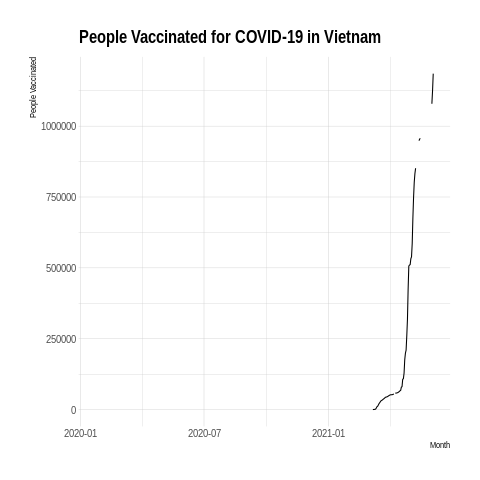 People Vaccinated for COVID-19 in Vietnam
People Vaccinated
1000000
750000
500000
250000
0
2020-01 2020-07 2021-01
Month